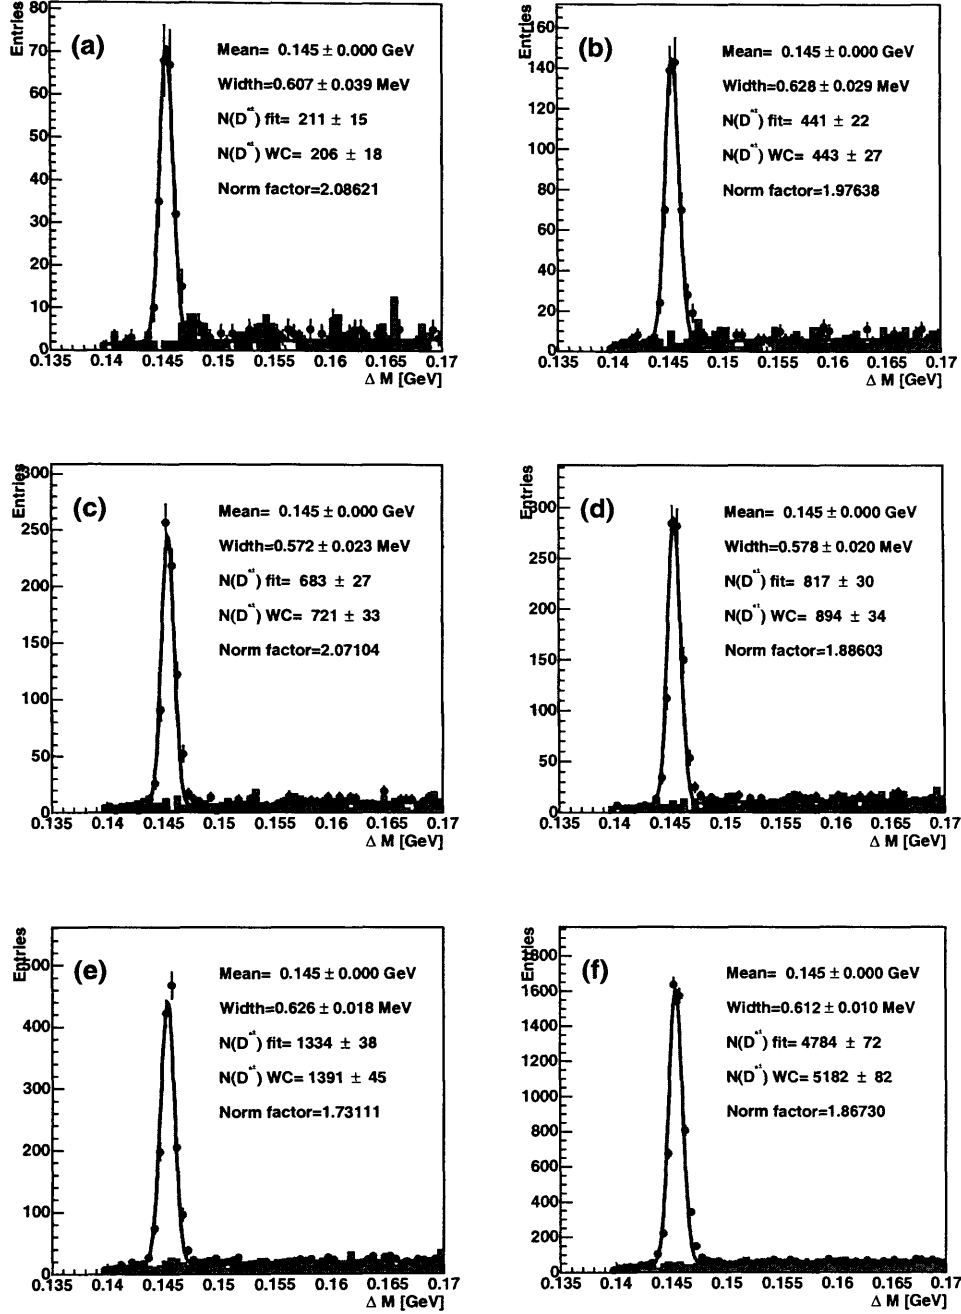 Entries
(a)
Mean= 0.145 ± 0.000 GeV
Width=0.607 ± 0.039 MeV
N(D*±) fit= 211 ± 15
N(D*±) WC= 206 ± 18
Norm factor=2.08621
80
70
60
50
40
30
20
10
0
0.135 0.14 0.145 0.15 0.155 0.16 0.165 0.17
Δ M [GeV]
Entries
(b)
Mean= 0.145 ± 0.000 GeV
Width=0.628 ± 0.029 MeV
N(D*±) fit= 441 ± 22
N(D*±) WC= 443 ± 27
Norm factor=1.97638
160
140
120
100
80
60
40
20
0
0.135 0.14 0.145 0.15 0.155 0.16 0.165 0.17
Δ M [GeV]
Entries
(c)
Mean= 0.145 ± 0.000 GeV
Width=0.572 ± 0.023 MeV
N(D*±) fit= 683 ± 27
N(D*±) WC= 721 ± 33
Norm factor=2.07104
300
250
200
150
100
50
0
0.135 0.14 0.145 0.15 0.155 0.16 0.165 0.17
Δ M [GeV]
Entries
(d)
Mean= 0.145 ± 0.000 GeV
Width=0.578 ± 0.020 MeV
N(D*±) fit= 817 ± 30
N(D*±) WC= 894 ± 34
Norm factor=1.88603
300
250
200
150
100
50
0
0.135 0.14 0.145 0.15 0.155 0.16 0.165 0.17
Δ M [GeV]
Entries
(e)
Mean= 0.145 ± 0.000 GeV
Width=0.626 ± 0.018 MeV
N(D*±) fit= 1334 ± 38
N(D*±) WC= 1391 ± 45
Norm factor=1.73111
500
400
300
200
100
0
0.135 0.14 0.145 0.15 0.155 0.16 0.165 0.17
Δ M [GeV]
Entries
(f)
Mean= 0.145 ± 0.000 GeV
Width=0.612 ± 0.010 MeV
N(D*±) fit= 4784 ± 72
N(D*±) WC= 5182 ± 82
Norm factor=1.86730
1800
1600
1400
1200
1000
800
600
400
200
0
0.135 0.14 0.145 0.15 0.155 0.16 0.165 0.17
Δ M [GeV]